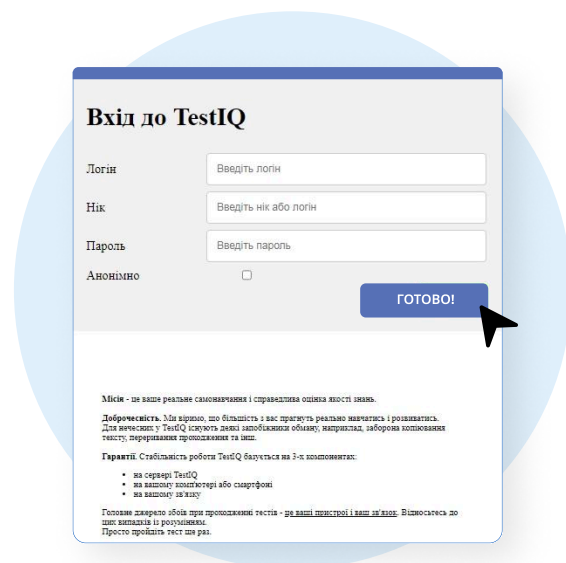 Вхід до TestIQ
Логін
Введіть логін
Нік
Введіть нік або логін
Пароль
Введіть пароль
Анонімно
ГОТОВО!
Місія - це ваше реальне самонавчання і справедлива оцінка якості знань.
Доброчесність. Ми віримо, що більшість з вас прагнуть реально навчатись і розвиватись.
Для нечесних у TestIQ існують деякі запобіжники обману, наприклад, заборона копіювання
тексту, переривання проходження та інш.
Гарантії. Стабільність роботи TestIQ базується на 3-х компонентах:
на сервері TestIQ
на вашому комп'ютері або смартфоні
на вашому зв'язку
Головне джерело збоїв при проходженні тестів - це ваші пристрої і ваш зв'язок. Відносьтесь до
цих випадків із розумінням.
Просто пройдіть тест ще раз.